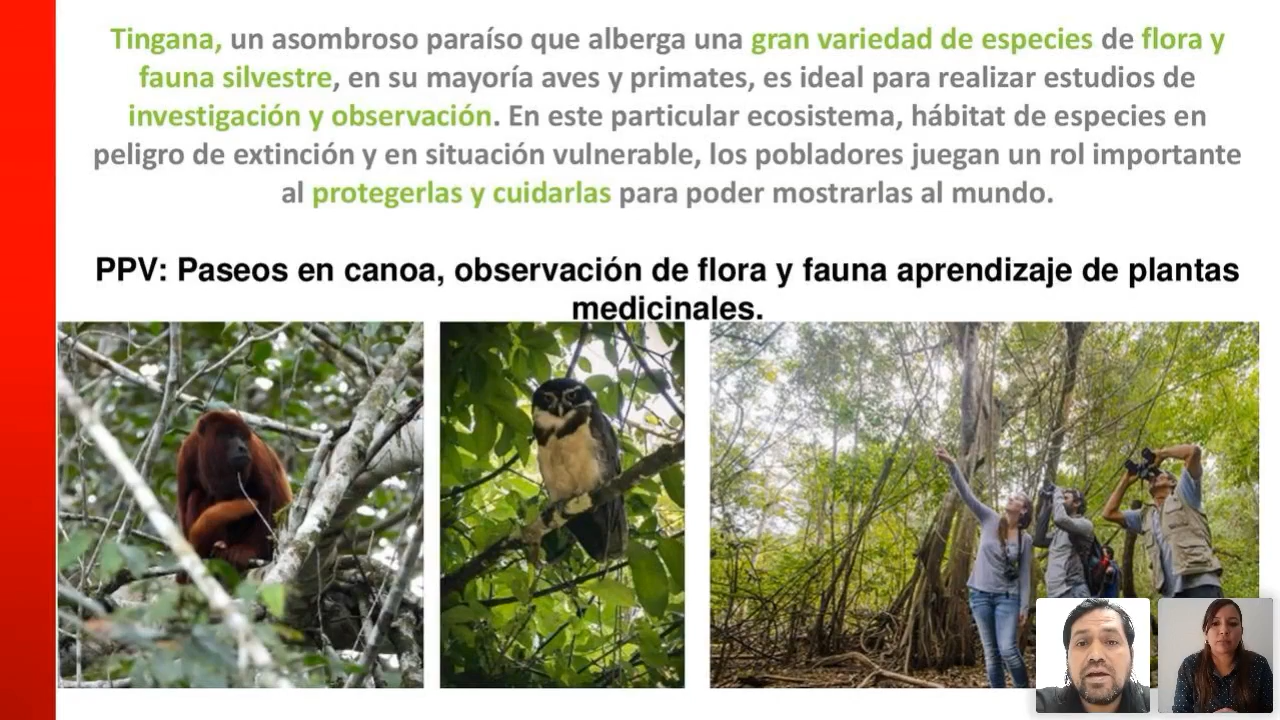 Tingana, un asombroso paraíso que alberga una gran variedad de especies de flora y
fauna silvestre, en su mayoría aves y primates, es ideal para realizar estudios de
investigación y observación. En este particular ecosistema, hábitat de especies en
peligro de extinción y en situación vulnerable, los pobladores juegan un rol importante
al protegerlas y cuidarlas para poder mostrarlas al mundo.
PPV: Paseos en canoa, observación de flora y fauna aprendizaje de plantas
medicinales.